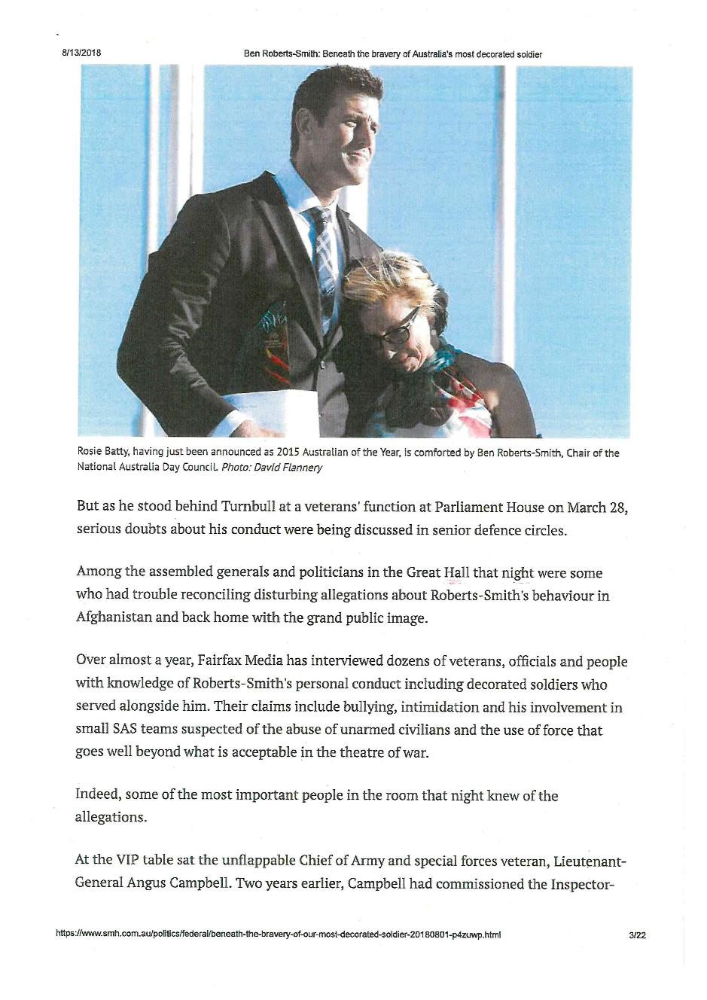 8/13/2018 Ben Roberts-Smith: Beneath the bravery of Australia's most decorated soldier
Rosie Batty, having just been announced as 2015 Australian of the Year, is comforted by Ben Roberts-Smith, Chair of the
National Australia Day Council. Photo: David Flannery
But as he stood behind Turnbull at a veterans' function at Parliament House on March 28,
serious doubts about his conduct were being discussed in senior defence circles.
Among the assembled generals and politicians in the Great Hall that night were some
who had trouble reconciling disturbing allegations about Roberts-Smith's behaviour in
Afghanistan and back home with the grand public image.
Over almost a year, Fairfax Media has interviewed dozens of veterans, officials and people
with knowledge of Roberts-Smith's personal conduct including decorated soldiers who
served alongside him. Their claims include bullying, intimidation and his involvement in
small SAS teams suspected of the abuse of unarmed civilians and the use of force that
goes well beyond what is acceptable in the theatre of war.
Indeed, some of the most important people in the room that night knew of the
allegations.
At the VIP table sat the unflappable Chief of Army and special forces veteran, Lieutenant-
General Angus Campbell. Two years earlier, Campbell had commissioned the Inspector-
https://www.smh.com.au/politics/federal/beneath-the-bravery-of-our-most-decorated-soldier-20180801-p4zuwp.html 3/22